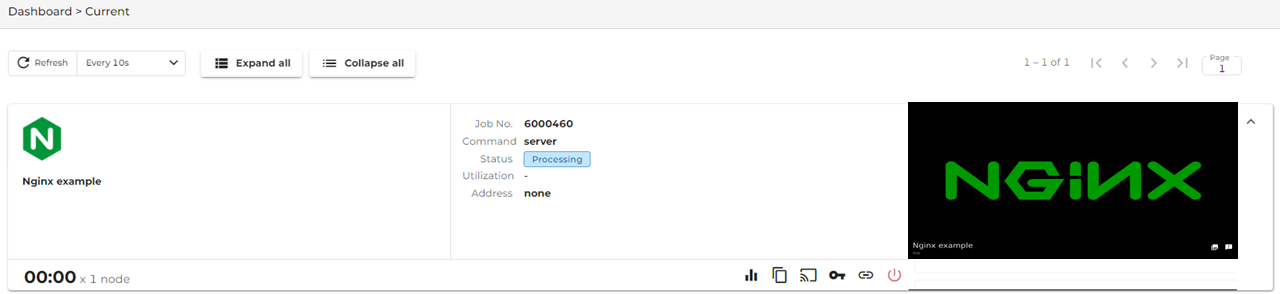 Dashboard > Current
Refresh
Every 10s
Expand all
Collapse all
1 – 1 of 1
Page
1
N
Nginx example
Job No. 6000460
Command server
Status Processing
Utilization -
Address none
NGINX
Nginx example
00:00 x 1 node